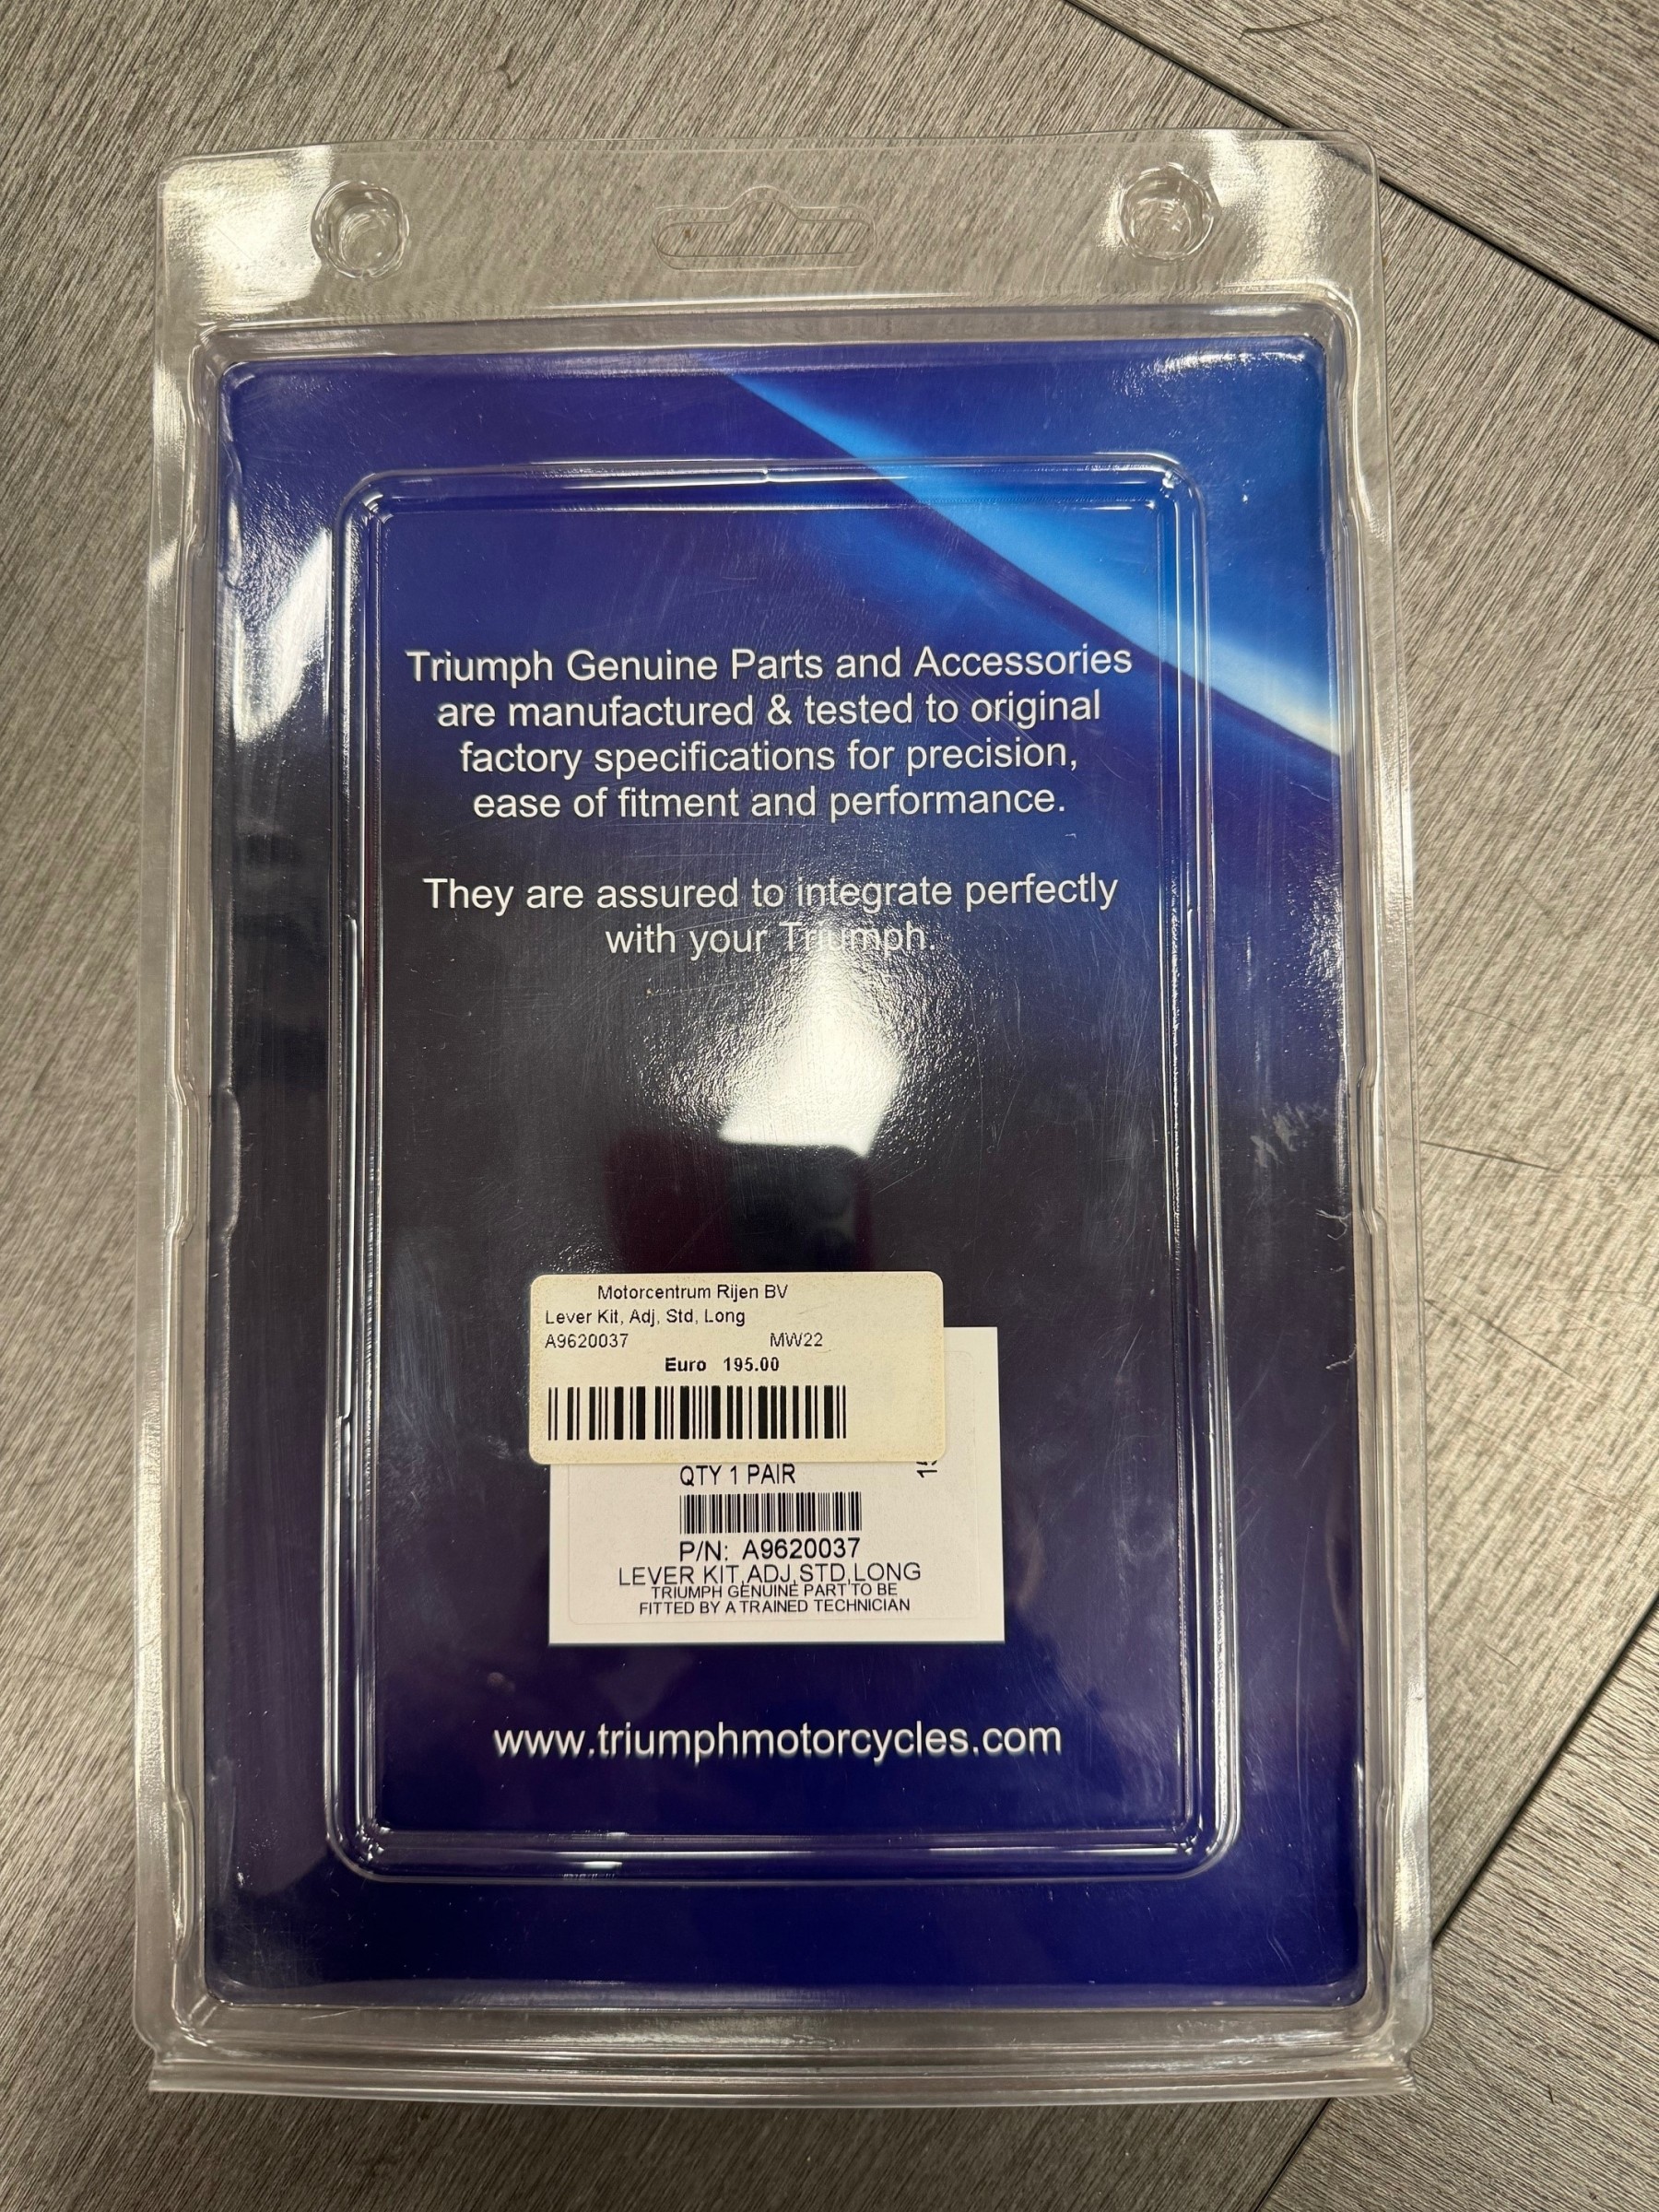 Triumph Genuine Parts and Accessories
are manufactured & tested to original
factory specifications for precision,
ease of fitment and performance.
They are assured to integrate perfectly
with your Triumph.
Motorcentrum Rijen BV
Lever Kit, Adj, Std, Long
A9620037 MW22
Euro 195.00
QTY 1 PAIR
P/N: A9620037
LEVER KIT,ADJ,STD,LONG
TRIUMPH GENUINE PART TO BE
FITTED BY A TRAINED TECHNICIAN
www.triumphmotorcycles.com